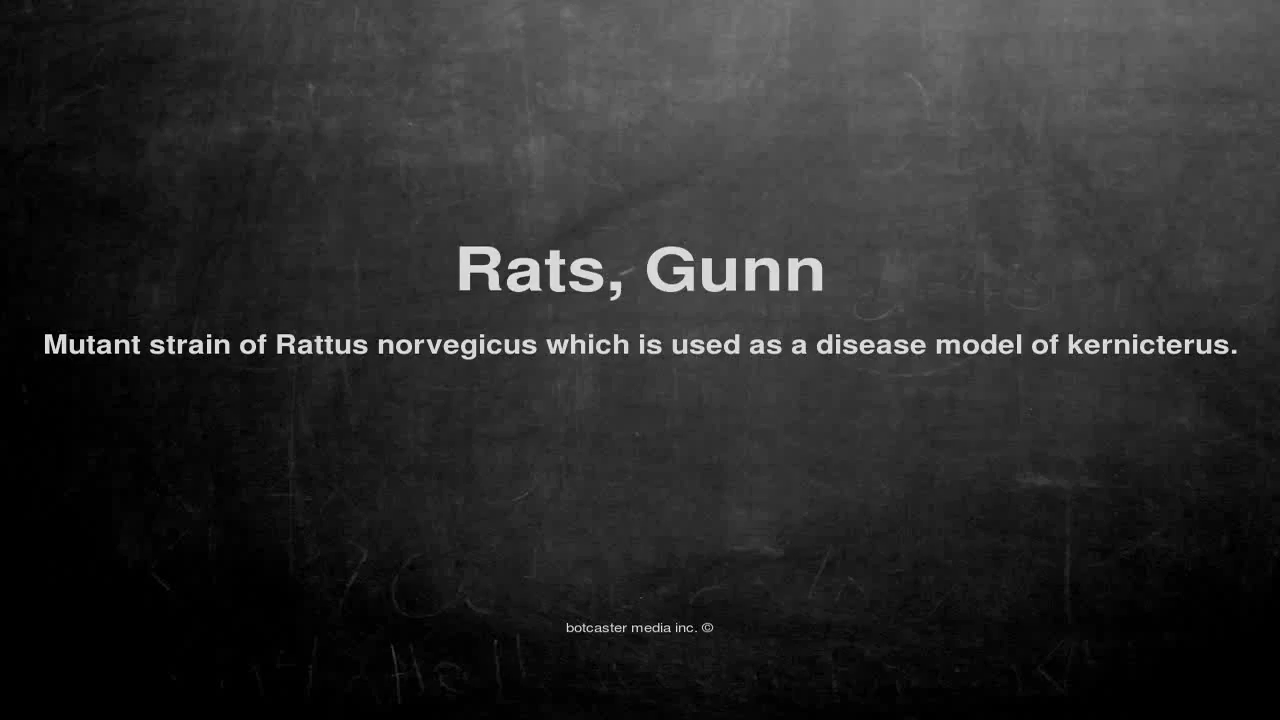 Rats, Gunn
Mutant strain of Rattus norvegicus which is used as a disease model of kernicterus.
botcaster media inc. ©